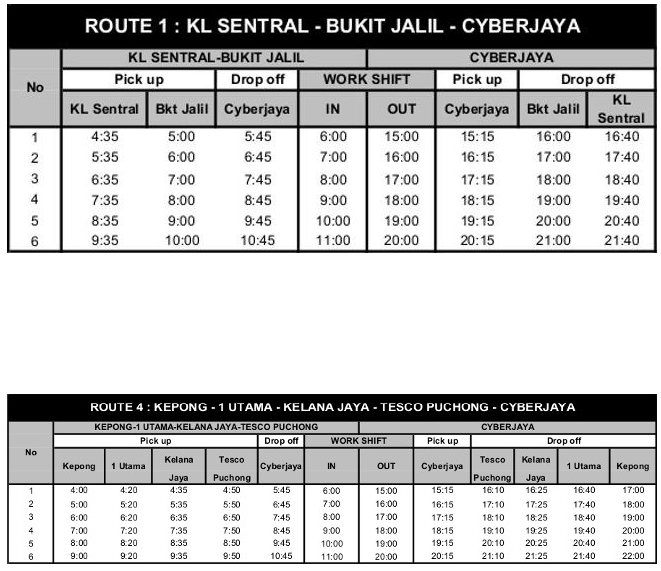 ROUTE 1 : KL SENTRAL - BUKIT JALIL - CYBERJAYA
KL SENTRAL-BUKIT JALIL CYBERJAYA
No Pick up Drop off WORK SHIFT Pick up Drop off
KL Sentral Bkt Jalil Cyberjaya IN OUT Cyberjaya Bkt Jalil KL Sentral
1 4:35 5:00 5:45 6:00 15:00 15:15 16:00 16:40
2 5:35 6:00 6:45 7:00 16:00 16:15 17:00 17:40
3 6:35 7:00 7:45 8:00 17:00 17:15 18:00 18:40
4 7:35 8:00 8:45 9:00 18:00 18:15 19:00 19:40
5 8:35 9:00 9:45 10:00 19:00 19:15 20:00 20:40
6 9:35 10:00 10:45 11:00 20:00 20:15 21:00 21:40
ROUTE 4 : KEPONG - 1 UTAMA - KELANA JAYA - TESCO PUCHONG - CYBERJAYA
KEPONG-1 UTAMA-KELANA JAYA-TESCO PUCHONG CYBERJAYA
No Pick up Drop off WORK SHIFT Pick up Drop off
Kepong 1 Utama Kelana Jaya Tesco Puchong Cyberjaya IN OUT Cyberjaya Tesco Puchong Kelana Jaya 1 Utama Kepong
1 4:00 4:20 4:35 4:50 5:45 6:00 15:00 15:15 16:10 16:25 16:40 17:00
2 5:00 5:20 5:35 5:50 6:45 7:00 16:00 16:15 17:10 17:25 17:40 18:00
3 6:00 6:20 6:35 6:50 7:45 8:00 17:00 17:15 18:10 18:25 18:40 19:00
4 7:00 7:20 7:35 7:50 8:45 9:00 18:00 18:15 19:10 19:25 19:40 20:00
5 8:00 8:20 8:35 8:50 9:45 10:00 19:00 19:15 20:10 20:25 20:40 21:00
6 9:00 9:20 9:35 9:50 10:45 11:00 20:00 20:15 21:10 21:25 21:40 22:00